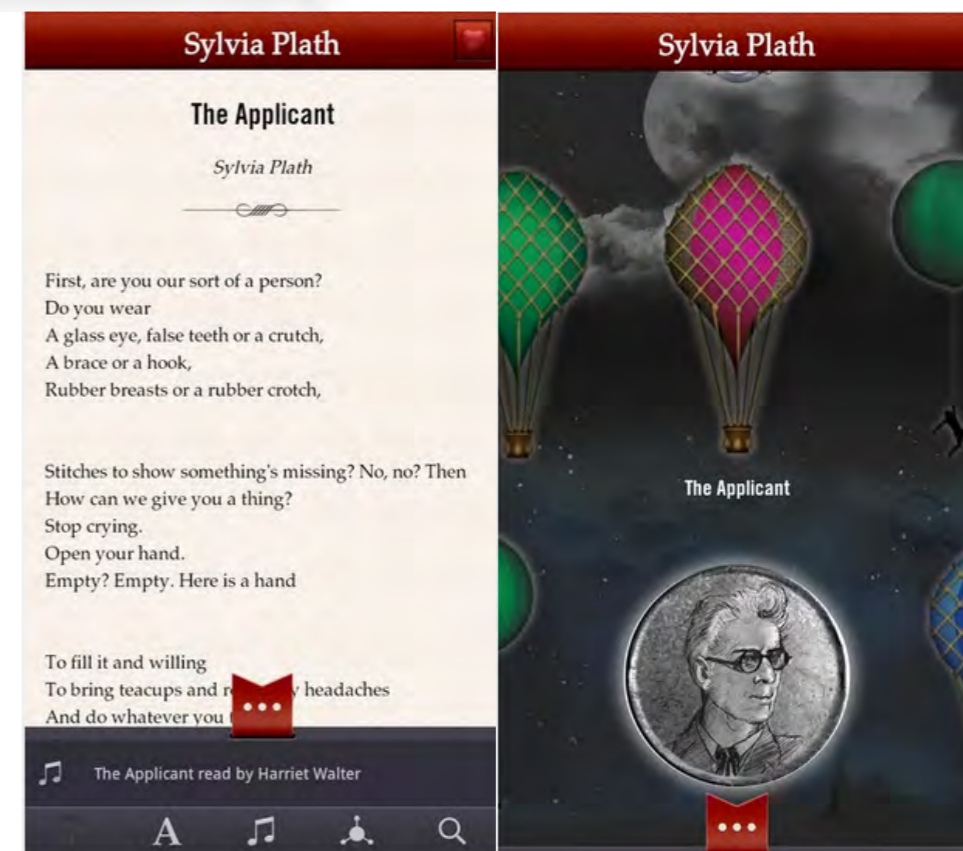 Sylvia Plath
The Applicant
Sylvia Plath
First, are you our sort of a person?
Do you wear
A glass eye, false teeth or a crutch,
A brace or a hook,
Rubber breasts or a rubber crotch,
Stitches to show something's missing? No, no? Then
How can we give you a thing?
Stop crying.
Open your hand.
Empty? Empty. Here is a hand
To fill it and willing
To bring teacups and headaches
And do whatever you
The Applicant read by Harriet Walter
A
Sylvia Plath
The Applicant